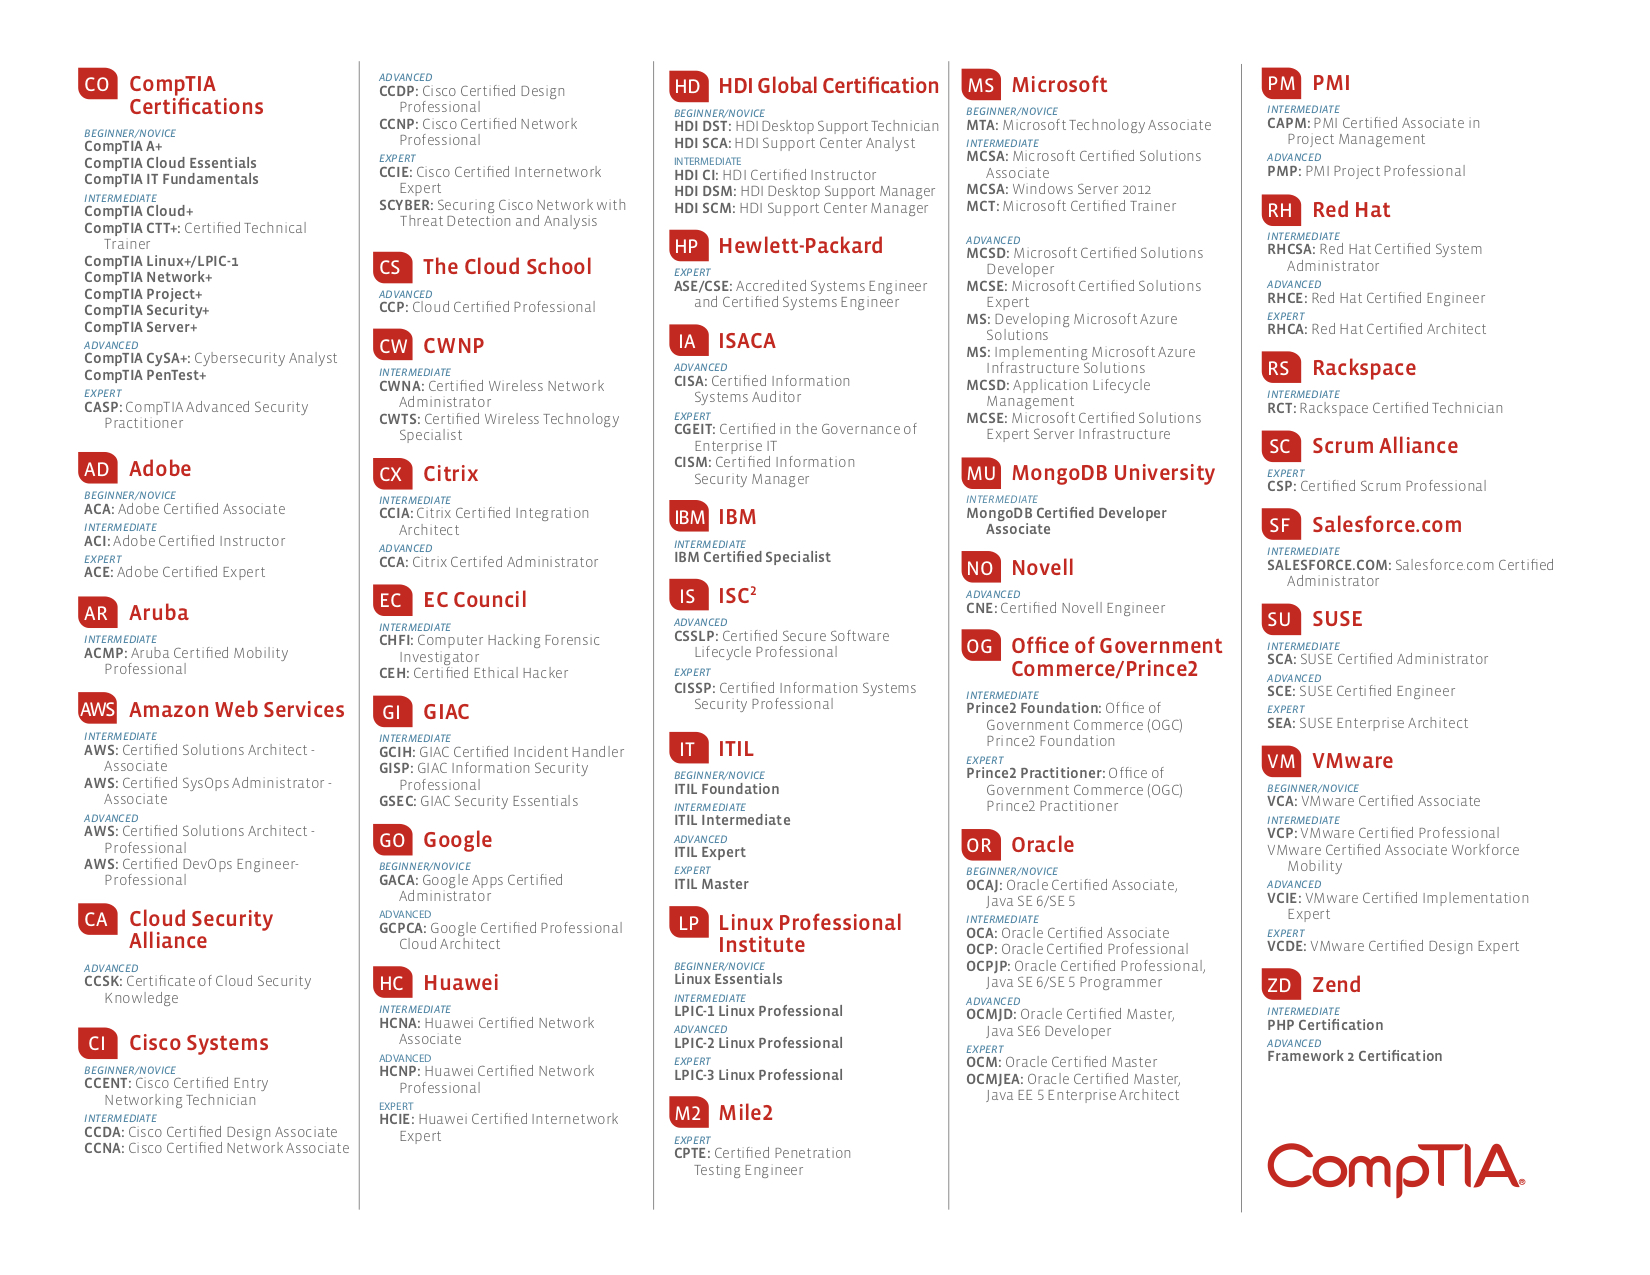 CO CompTIA
Certifications
BEGINNER/NOVICE
CompTIA A+
CompTIA Cloud Essentials
CompTIA IT Fundamentals
INTERMEDIATE
CompTIA Cloud+
CompTIA CTT+: Certified Technical
Trainer
CompTIA Linux+/LPIC-1
CompTIA Network+
CompTIA Project+
CompTIA Security+
CompTIA Server+
ADVANCED
CompTIA CySA+: Cybersecurity Analyst
CompTIA PenTest+
EXPERT
CASP: CompTIA Advanced Security
Practitioner
AD Adobe
BEGINNER/NOVICE
ACA: Adobe Certified Associate
INTERMEDIATE
ACI: Adobe Certified Instructor
EXPERT
ACE: Adobe Certified Expert
AR Aruba
INTERMEDIATE
ACMP: Aruba Certified Mobility
Professional
AWS Amazon Web Services
INTERMEDIATE
AWS: Certified Solutions Architect -
Associate
AWS: Certified SysOps Administrator -
Associate
ADVANCED
AWS: Certified Solutions Architect -
Professional
AWS: Certified DevOps Engineer-
Professional
CA Cloud Security
Alliance
ADVANCED
CCSK: Certificate of Cloud Security
Knowledge
CI Cisco Systems
BEGINNER/NOVICE
CCENT: Cisco Certified Entry
Networking Technician
INTERMEDIATE
CCDA: Cisco Certified Design Associate
CCNA: Cisco Certified Network Associate
ADVANCED
CCDP: Cisco Certified Design
Professional
CCNP: Cisco Certified Network
Professional
EXPERT
CCIE: Cisco Certified Internetwork
Expert
SCYBER: Securing Cisco Network with
Threat Detection and Analysis
CS The Cloud School
ADVANCED
CCP: Cloud Certified Professional
CW CWNP
INTERMEDIATE
CWNA: Certified Wireless Network
Administrator
CWTS: Certified Wireless Technology
Specialist
CX Citrix
INTERMEDIATE
CCIA: Citrix Certified Integration
Architect
ADVANCED
CCA: Citrix Certifed Administrator
EC EC Council
INTERMEDIATE
CHFI: Computer Hacking Forensic
Investigator
CEH: Certified Ethical Hacker
GI GIAC
INTERMEDIATE
GCIH: GIAC Certified Incident Handler
GISP: GIAC Information Security
Professional
GSEC: GIAC Security Essentials
GO Google
BEGINNER/NOVICE
GACA: Google Apps Certified
Administrator
ADVANCED
GCPCA: Google Certified Professional
Cloud Architect
HC Huawei
INTERMEDIATE
HCNA: Huawei Certified Network
Associate
ADVANCED
HCNP: Huawei Certified Network
Professional
EXPERT
HCIE: Huawei Certified Internetwork
Expert
HD HDI Global Certification
BEGINNER/NOVICE
HDI DST: HDI Desktop Support Technician
HDI SCA: HDI Support Center Analyst
INTERMEDIATE
HDI CI: HDI Certified Instructor
HDI DSM: HDI Desktop Support Manager
HDI SCM: HDI Support Center Manager
HP Hewlett-Packard
EXPERT
ASE/CSE: Accredited Systems Engineer
and Certified Systems Engineer
IA ISACA
ADVANCED
CISA: Certified Information
Systems Auditor
EXPERT
CGEIT: Certified in the Governance of
Enterprise IT
CISM: Certified Information
Security Manager
IBM IBM
INTERMEDIATE
IBM Certified Specialist
IS ISC²
ADVANCED
CSSLP: Certified Secure Software
Lifecycle Professional
EXPERT
CISSP: Certified Information Systems
Security Professional
IT ITIL
BEGINNER/NOVICE
ITIL Foundation
INTERMEDIATE
ITIL Intermediate
ADVANCED
ITIL Expert
EXPERT
ITIL Master
LP Linux Professional
Institute
BEGINNER/NOVICE
Linux Essentials
INTERMEDIATE
LPIC-1 Linux Professional
ADVANCED
LPIC-2 Linux Professional
EXPERT
LPIC-3 Linux Professional
M2 Mile2
EXPERT
CPTE: Certified Penetration
Testing Engineer
MS Microsoft
BEGINNER/NOVICE
MTA: Microsoft Technology Associate
INTERMEDIATE
MCSA: Microsoft Certified Solutions
Associate
MCSA: Windows Server 2012
MCT: Microsoft Certified Trainer
ADVANCED
MCSD: Microsoft Certified Solutions
Developer
MCSE: Microsoft Certified Solutions
Expert
MS: Developing Microsoft Azure
Solutions
MS: Implementing Microsoft Azure
Infrastructure Solutions
MCSD: Application Lifecycle
Management
MCSE: Microsoft Certified Solutions
Expert Server Infrastructure
MU MongoDB University
INTERMEDIATE
MongoDB Certified Developer
Associate
NO Novell
ADVANCED
CNE: Certified Novell Engineer
OG Office of Government
Commerce/Prince2
INTERMEDIATE
Prince2 Foundation: Office of
Government Commerce (OGC)
Prince2 Foundation
EXPERT
Prince2 Practitioner: Office of
Government Commerce (OGC)
Prince2 Practitioner
OR Oracle
BEGINNER/NOVICE
OCAJ: Oracle Certified Associate,
Java SE 6/SE 5
INTERMEDIATE
OCA: Oracle Certified Associate
OCP: Oracle Certified Professional
OCPJP: Oracle Certified Professional,
Java SE 6/SE 5 Programmer
ADVANCED
OCMJD: Oracle Certified Master,
Java SE6 Developer
EXPERT
OCM: Oracle Certified Master
OCMJEA: Oracle Certified Master,
Java EE 5 Enterprise Architect
PM PMI
INTERMEDIATE
CAPM: PMI Certified Associate in
Project Management
ADVANCED
PMP: PMI Project Professional
RH Red Hat
INTERMEDIATE
RHCSA: Red Hat Certified System
Administrator
ADVANCED
RHCE: Red Hat Certified Engineer
EXPERT
RHCA: Red Hat Certified Architect
RS Rackspace
INTERMEDIATE
RCT: Rackspace Certified Technician
SC Scrum Alliance
EXPERT
CSP: Certified Scrum Professional
SF Salesforce.com
INTERMEDIATE
SALESFORCE.COM: Salesforce.com Certified
Administrator
SU SUSE
INTERMEDIATE
SCA: SUSE Certified Administrator
ADVANCED
SCE: SUSE Certified Engineer
EXPERT
SEA: SUSE Enterprise Architect
VM VMware
BEGINNER/NOVICE
VCA: VMware Certified Associate
INTERMEDIATE
VCP: VMware Certified Professional
VMware Certified Associate Workforce
Mobility
ADVANCED
VCIE: VMware Certified Implementation
Expert
EXPERT
VCDE: VMware Certified Design Expert
ZD Zend
INTERMEDIATE
PHP Certification
ADVANCED
Framework 2 Certification
CompTIA®